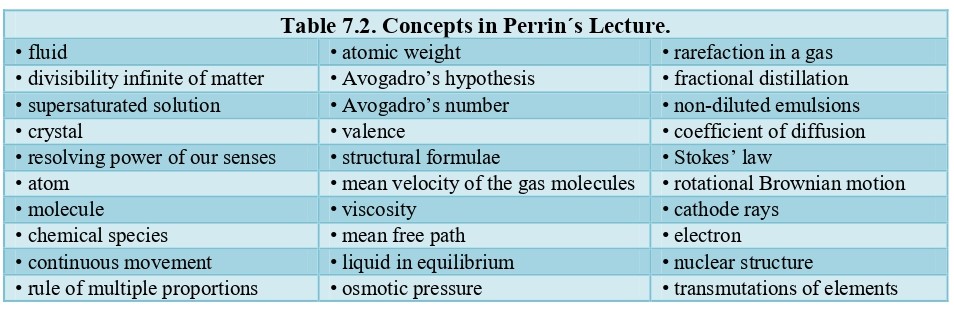 Table 7.2. Concepts in Perrin´s Lecture.
• fluid • atomic weight • rarefaction in a gas
• divisibility infinite of matter • Avogadro’s hypothesis • fractional distillation
• supersaturated solution • Avogadro’s number • non-diluted emulsions
• crystal • valence • coefficient of diffusion
• resolving power of our senses • structural formulae • Stokes’ law
• atom • mean velocity of the gas molecules • rotational Brownian motion
• molecule • viscosity • cathode rays
• chemical species • mean free path • electron
• continuous movement • liquid in equilibrium • nuclear structure
• rule of multiple proportions • osmotic pressure • transmutations of elements